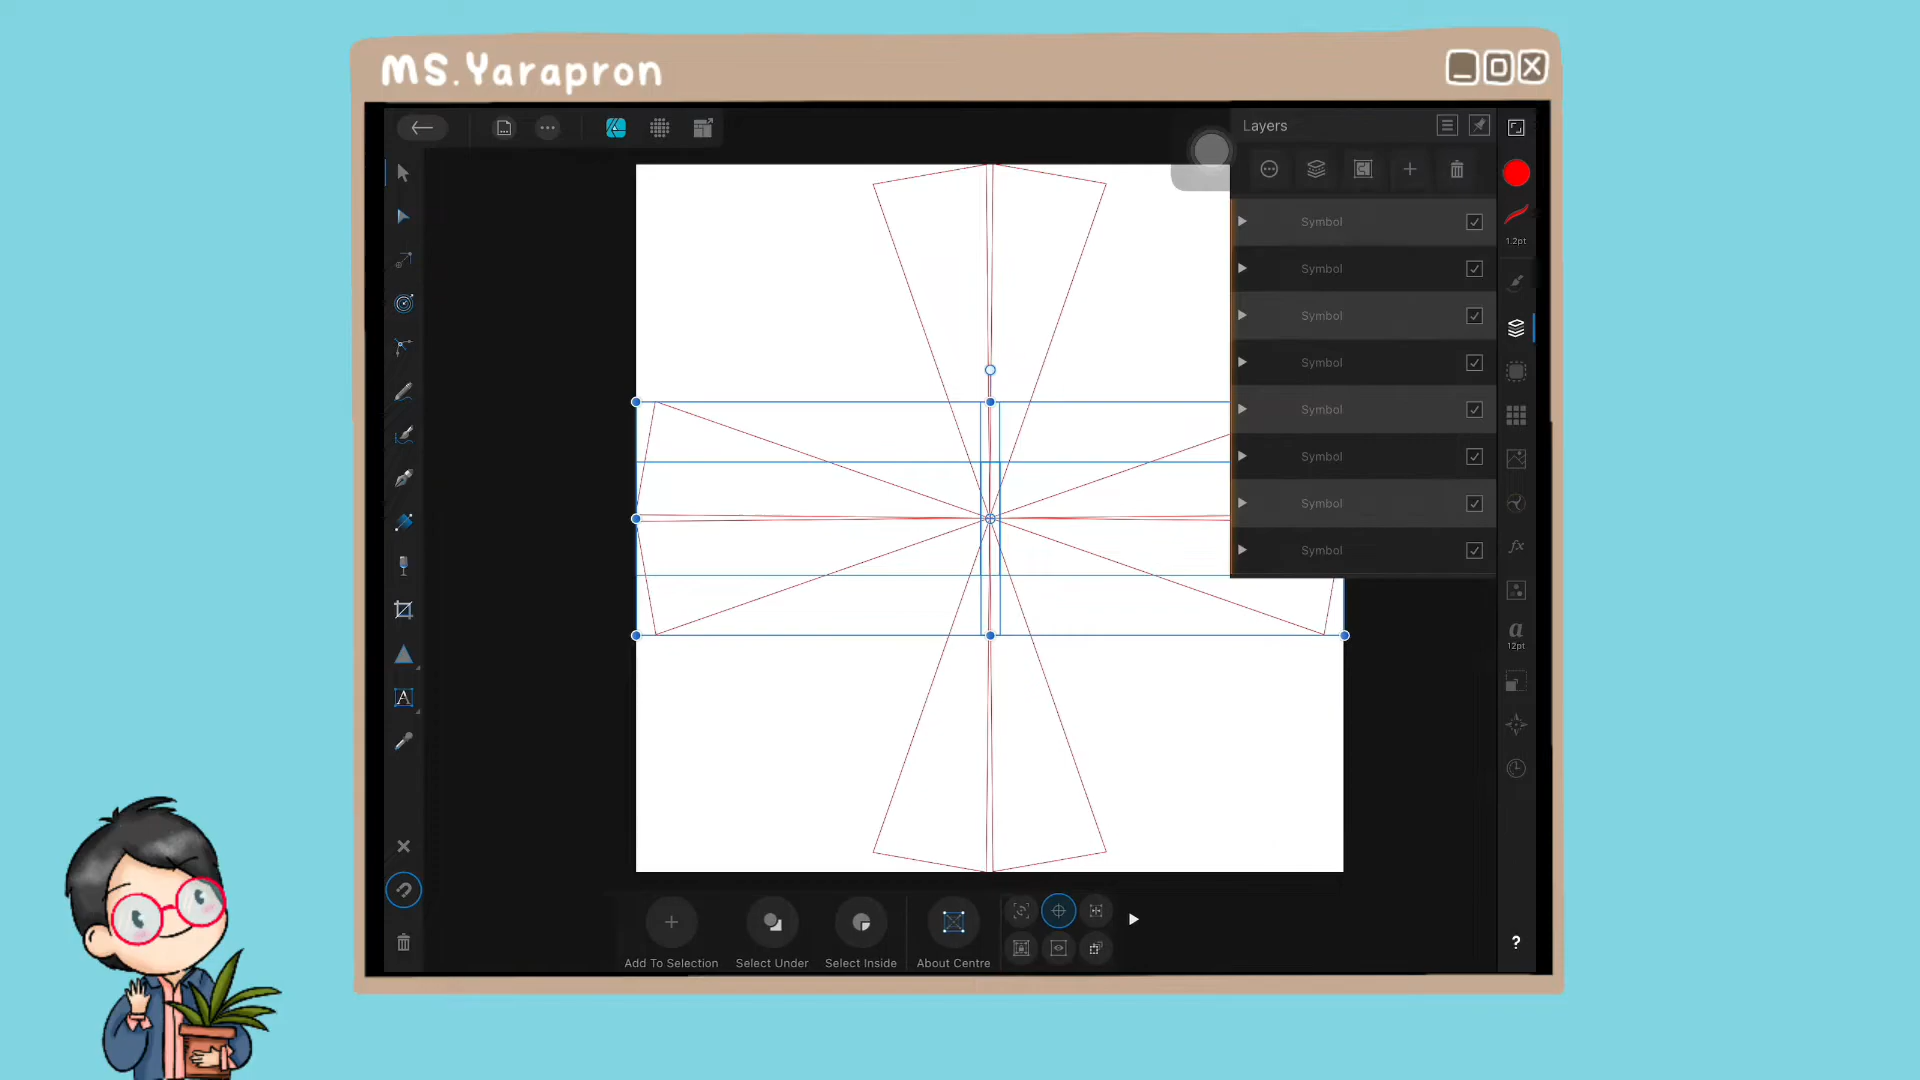 MS.Yarapron
Layers
Symbol
1.2pt
Symbol
Symbol
Symbol
Symbol
Symbol
Symbol
fx
Symbol
a
12pt
A
?
Add To Selection
Select Under
Select Inside
About Centre